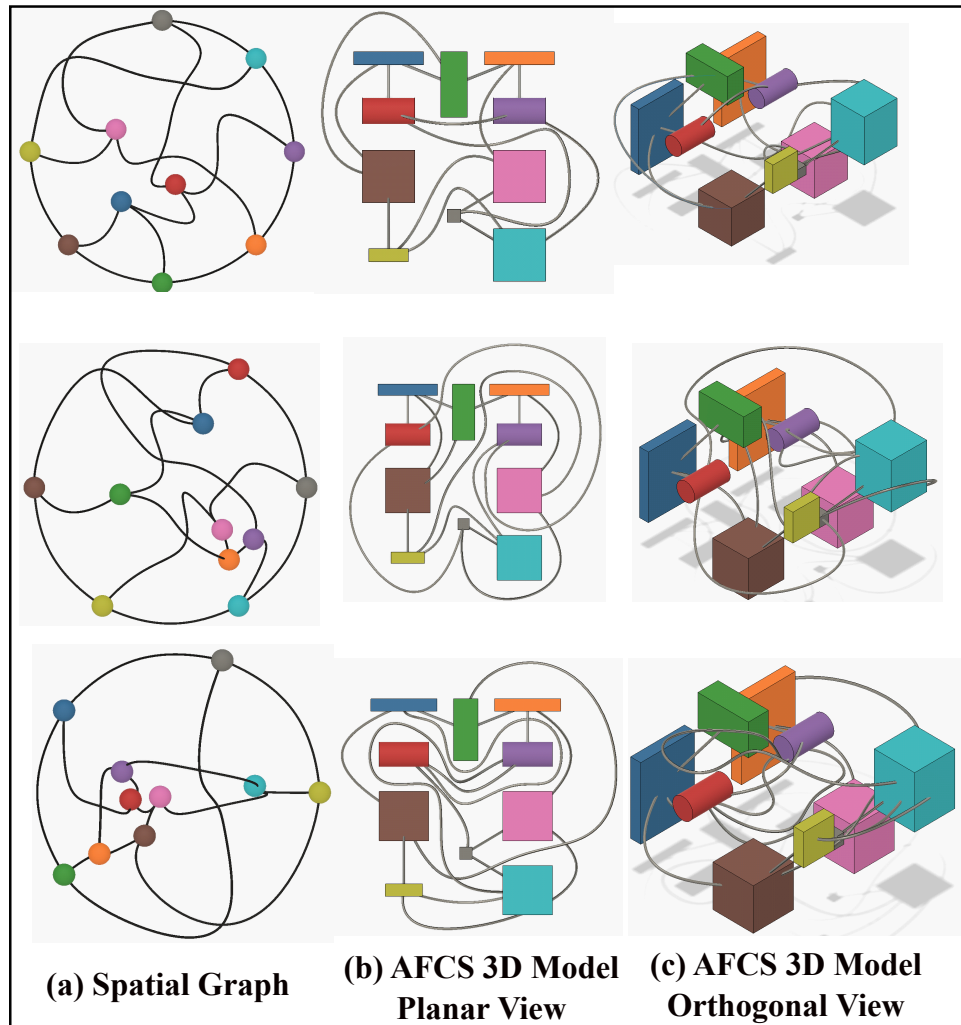 (a) Spatial Graph
(b) AFCS 3D Model
Planar View
(c) AFCS 3D Model
Orthogonal View